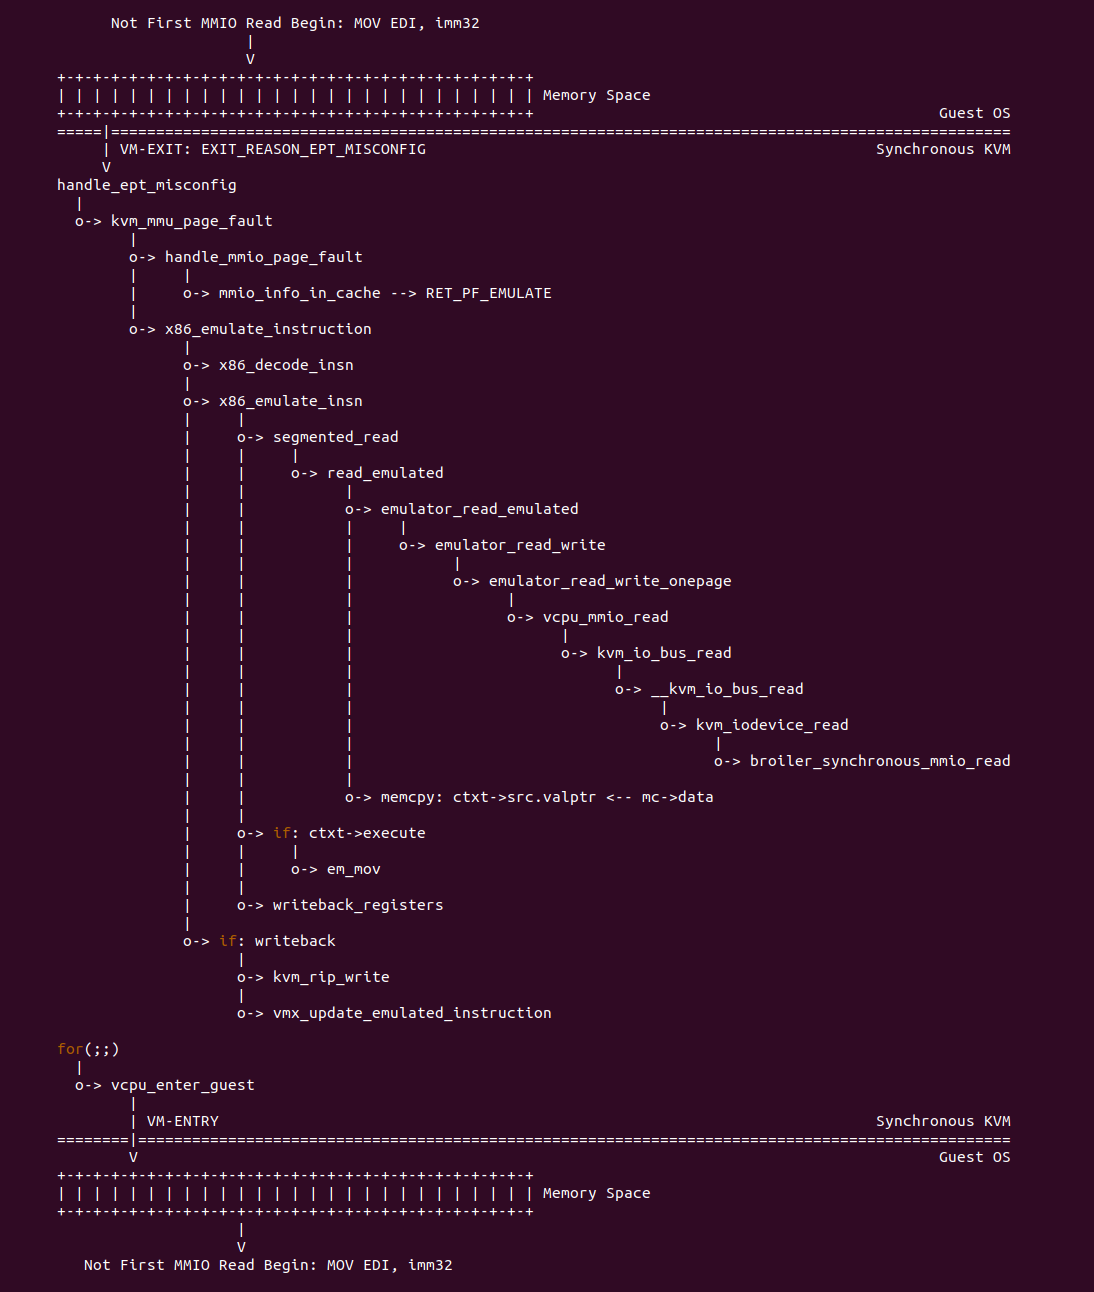 Not First MMIO Read Begin: MOV EDI, imm32
|
V
+-+-+-+-+-+-+-+-+-+-+-+-+-+-+-+-+-+-+-+-+-+-+-+-+-+-+
| | | | | | | | | | | | | | | | | | | | | | | | | | | Memory Space
+-+-+-+-+-+-+-+-+-+-+-+-+-+-+-+-+-+-+-+-+-+-+-+-+-+-+ Guest OS
=====|====================================================================================================
| VM-EXIT: EXIT_REASON_EPT_MISCONFIG Synchronous KVM
V
handle_ept_misconfig
|
o-> kvm_mmu_page_fault
|
o-> handle_mmio_page_fault
| |
| o-> mmio_info_in_cache --> RET_PF_EMULATE
|
o-> x86_emulate_instruction
|
o-> x86_decode_insn
|
o-> x86_emulate_insn
| |
| o-> segmented_read
| | |
| | o-> read_emulated
| | |
| | o-> emulator_read_emulated
| | | |
| | | o-> emulator_read_write
| | | |
| | | o-> emulator_read_write_onepage
| | | |
| | | o-> vcpu_mmio_read
| | | |
| | | o-> kvm_io_bus_read
| | | |
| | | o-> __kvm_io_bus_read
| | | |
| | | o-> kvm_iodevice_read
| | | |
| | | o-> broiler_synchronous_mmio_read
| | |
| | o-> memcpy: ctxt->src.valptr <-- mc->data
| |
| o-> if: ctxt->execute
| | |
| | o-> em_mov
| |
| o-> writeback_registers
|
o-> if: writeback
|
o-> kvm_rip_write
|
o-> vmx_update_emulated_instruction
for(;;)
|
o-> vcpu_enter_guest
|
| VM-ENTRY Synchronous KVM
========|=================================================================================================
V Guest OS
+-+-+-+-+-+-+-+-+-+-+-+-+-+-+-+-+-+-+-+-+-+-+-+-+-+-+
| | | | | | | | | | | | | | | | | | | | | | | | | | | Memory Space
+-+-+-+-+-+-+-+-+-+-+-+-+-+-+-+-+-+-+-+-+-+-+-+-+-+-+
|
V
Not First MMIO Read Begin: MOV EDI, imm32